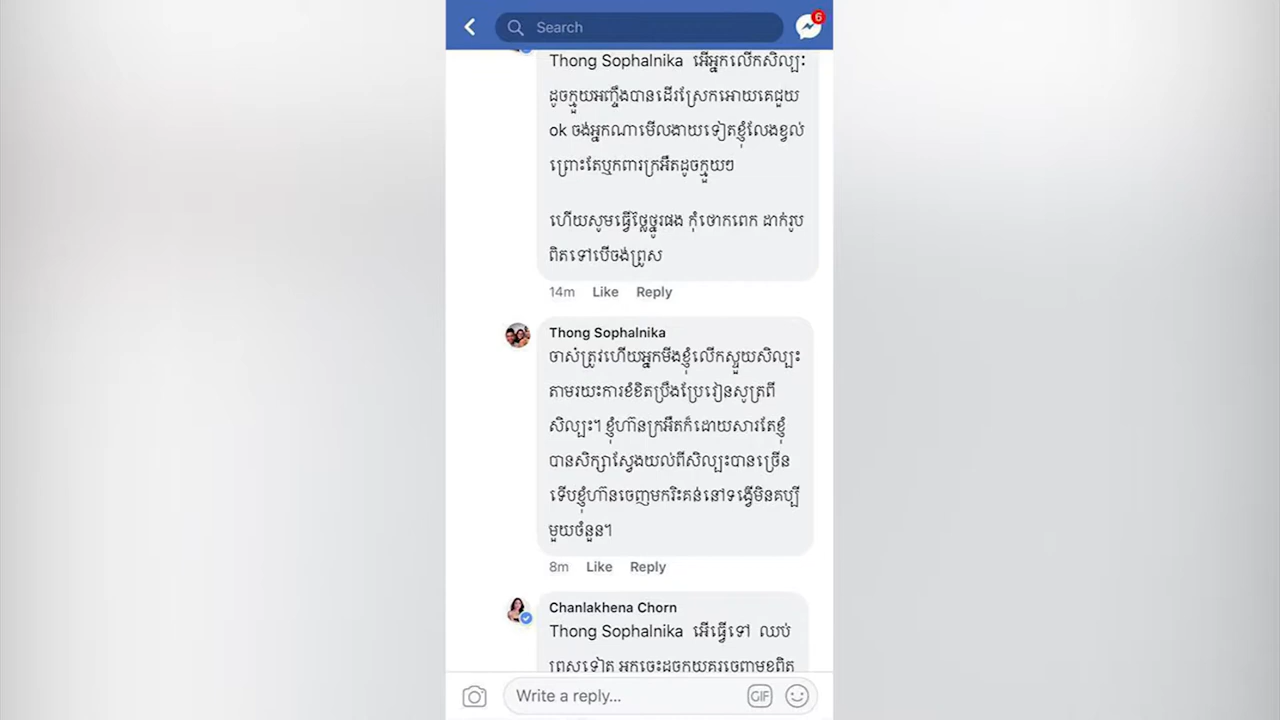 Search
6
Thong Sophalnika អើអ្នកលើកសិល្បៈ
ដូចក្មួយអញ្ចឹងបានដើរស្រែកអោយគេជួយ
ok ចង់អ្នកណាមើលងាយទៀតខ្ញុំលែងខ្វល់
ព្រោះតែឬកពារក្រអឺតដូចក្មួយៗ
ហើយសូមធ្វើថ្លៃថ្នូរផង កុំថោកពេក ដាក់រូប
ពិតទៅបើចង់ព្រូស
14m Like Reply
Thong Sophalnika
ចាស៎ត្រូវហើយអ្នកមីងខ្ញុំលើកស្ទួយសិល្បះ
តាមរយះការខំខិតប្រឹងប្រែរៀនសូត្រពី
សិល្បះ។ ខ្ញុំហ៊ានក្រអឺតក៏ដោយសារតែខ្ញុំ
បានសិក្សាស្វែងយល់ពីសិល្បះបានច្រើន
ទើបខ្ញុំហ៊ានចេញមករិះគន់នៅទង្វើមិនគប្បី
មួយចំនួន។
8m Like Reply
Chanlakhena Chorn
Thong Sophalnika អើធ្វើទៅ ឈប់
Write a reply...
GIF